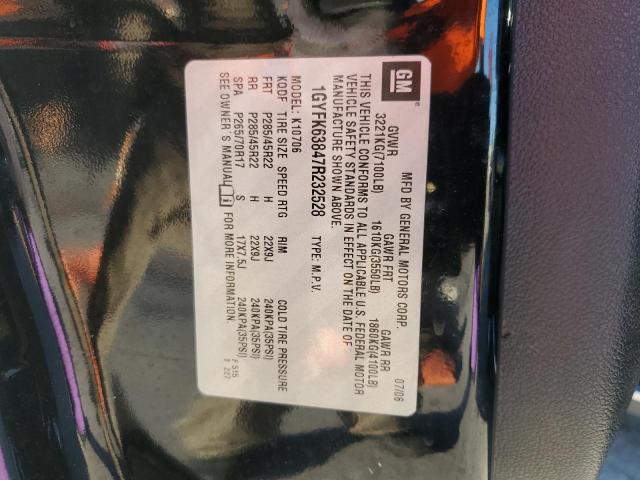 GM
MFD BY GENERAL MOTORS CORP. 07/06
GVWR GAWR FRT GAWR RR
3221KG(7100LB) 1610KG(3550LB) 1860KG(4100LB)
THIS VEHICLE CONFORMS TO ALL APPLICABLE U.S. FEDERAL MOTOR
VEHICLE SAFETY STANDARDS IN EFFECT ON THE DATE OF
MANUFACTURE SHOWN ABOVE.
1GYFK63847R232528 TYPE: M.P.V.
MODEL: K10706
KQDF TIRE SIZE SPEED RTG RIM COLD TIRE PRESSURE
FRT P285/45R22 H 22X9J 240KPA(35PSI)
RR P285/45R22 H 22X9J 240KPA(35PSI)
SPA P265/70R17 S 17X7.5J 240KPA(35PSI)
SEE OWNER'S MANUAL FOR MORE INFORMATION.
F515
227